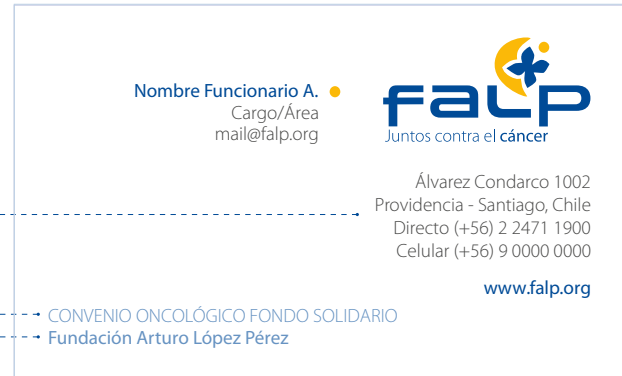 Nombre Funcionario A.
Cargo/Área
mail@falp.org
falp
Juntos contra el cáncer
Álvarez Condarco 1002
Providencia - Santiago, Chile
Directo (+56) 2 2471 1900
Celular (+56) 9 0000 0000
www.falp.org
CONVENIO ONCOLÓGICO FONDO SOLIDARIO
Fundación Arturo López Pérez